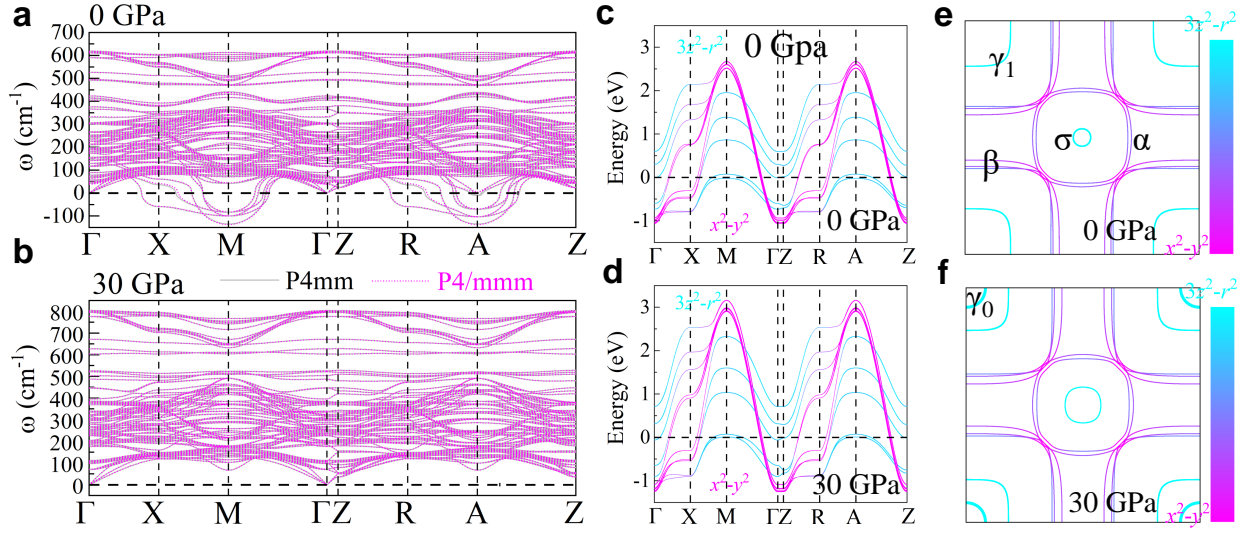 a
0 GPa
ω (cm⁻¹)
700
600
500
400
300
200
100
0
-100
Γ
X
M
Γ
Z
R
A
Z
b
30 GPa
P4mm
P4/mmm
ω (cm⁻¹)
800
700
600
500
400
300
200
100
0
Γ
X
M
Γ
Z
R
A
Z
c
3z²-r²
0 Gpa
Energy (eV)
3
2
1
0
-1
x²-y²
0 GPa
Γ
X
M
Γ
Z
R
A
Z
d
3z²-r²
Energy (eV)
3
2
1
0
-1
x²-y²
30 GPa
Γ
X
M
Γ
Z
R
A
Z
e
3z²-r²
γ₁
σ
α
β
0 GPa
x²-y²
f
3z²-r²
γ₀
30 GPa
x²-y²